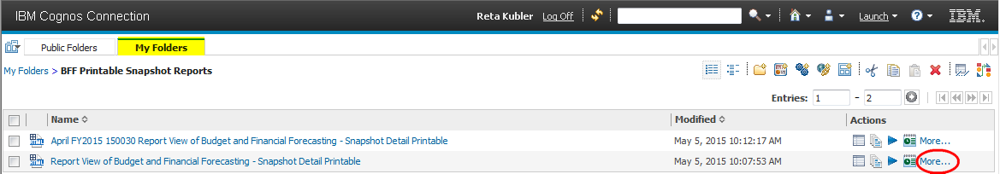 IBM Cognos Connection Reta Kubler Log Off Launch IBM.
Public Folders My Folders
My Folders > BFF Printable Snapshot Reports
Entries: 1 - 2
Name Modified Actions
April FY2015 150030 Report View of Budget and Financial Forecasting - Snapshot Detail Printable May 5, 2015 10:12:17 AM More...
Report View of Budget and Financial Forecasting - Snapshot Detail Printable May 5, 2015 10:07:53 AM More...